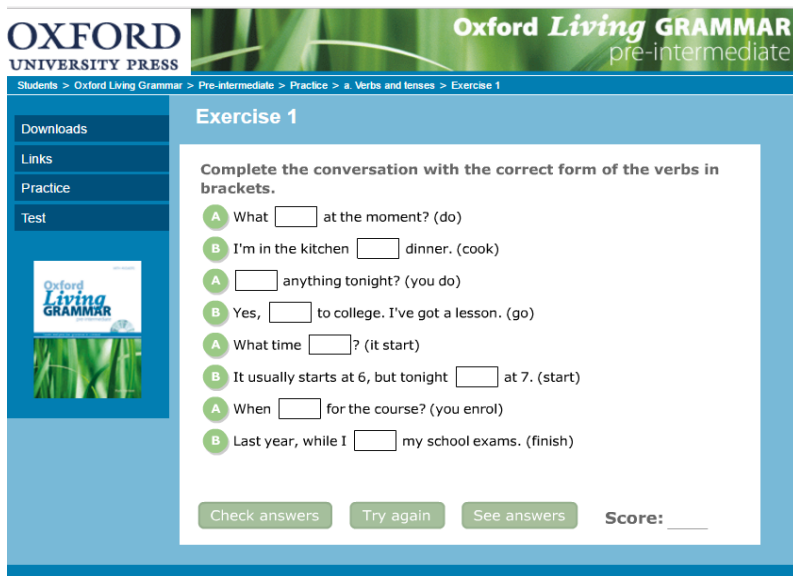 OXFORD
UNIVERSITY PRESS
Oxford Living GRAMMAR
pre-intermediate
Students > Oxford Living Grammar > Pre-intermediate > Practice > a. Verbs and tenses > Exercise 1
Downloads
Links
Practice
Test
Oxford
Living
GRAMMAR
pre-intermediate
Exercise 1
Complete the conversation with the correct form of the verbs in
brackets.
A What at the moment? (do)
B I'm in the kitchen dinner. (cook)
A anything tonight? (you do)
B Yes, to college. I've got a lesson. (go)
A What time ? (it start)
B It usually starts at 6, but tonight at 7. (start)
A When for the course? (you enrol)
B Last year, while I my school exams. (finish)
Check answers Try again See answers Score: